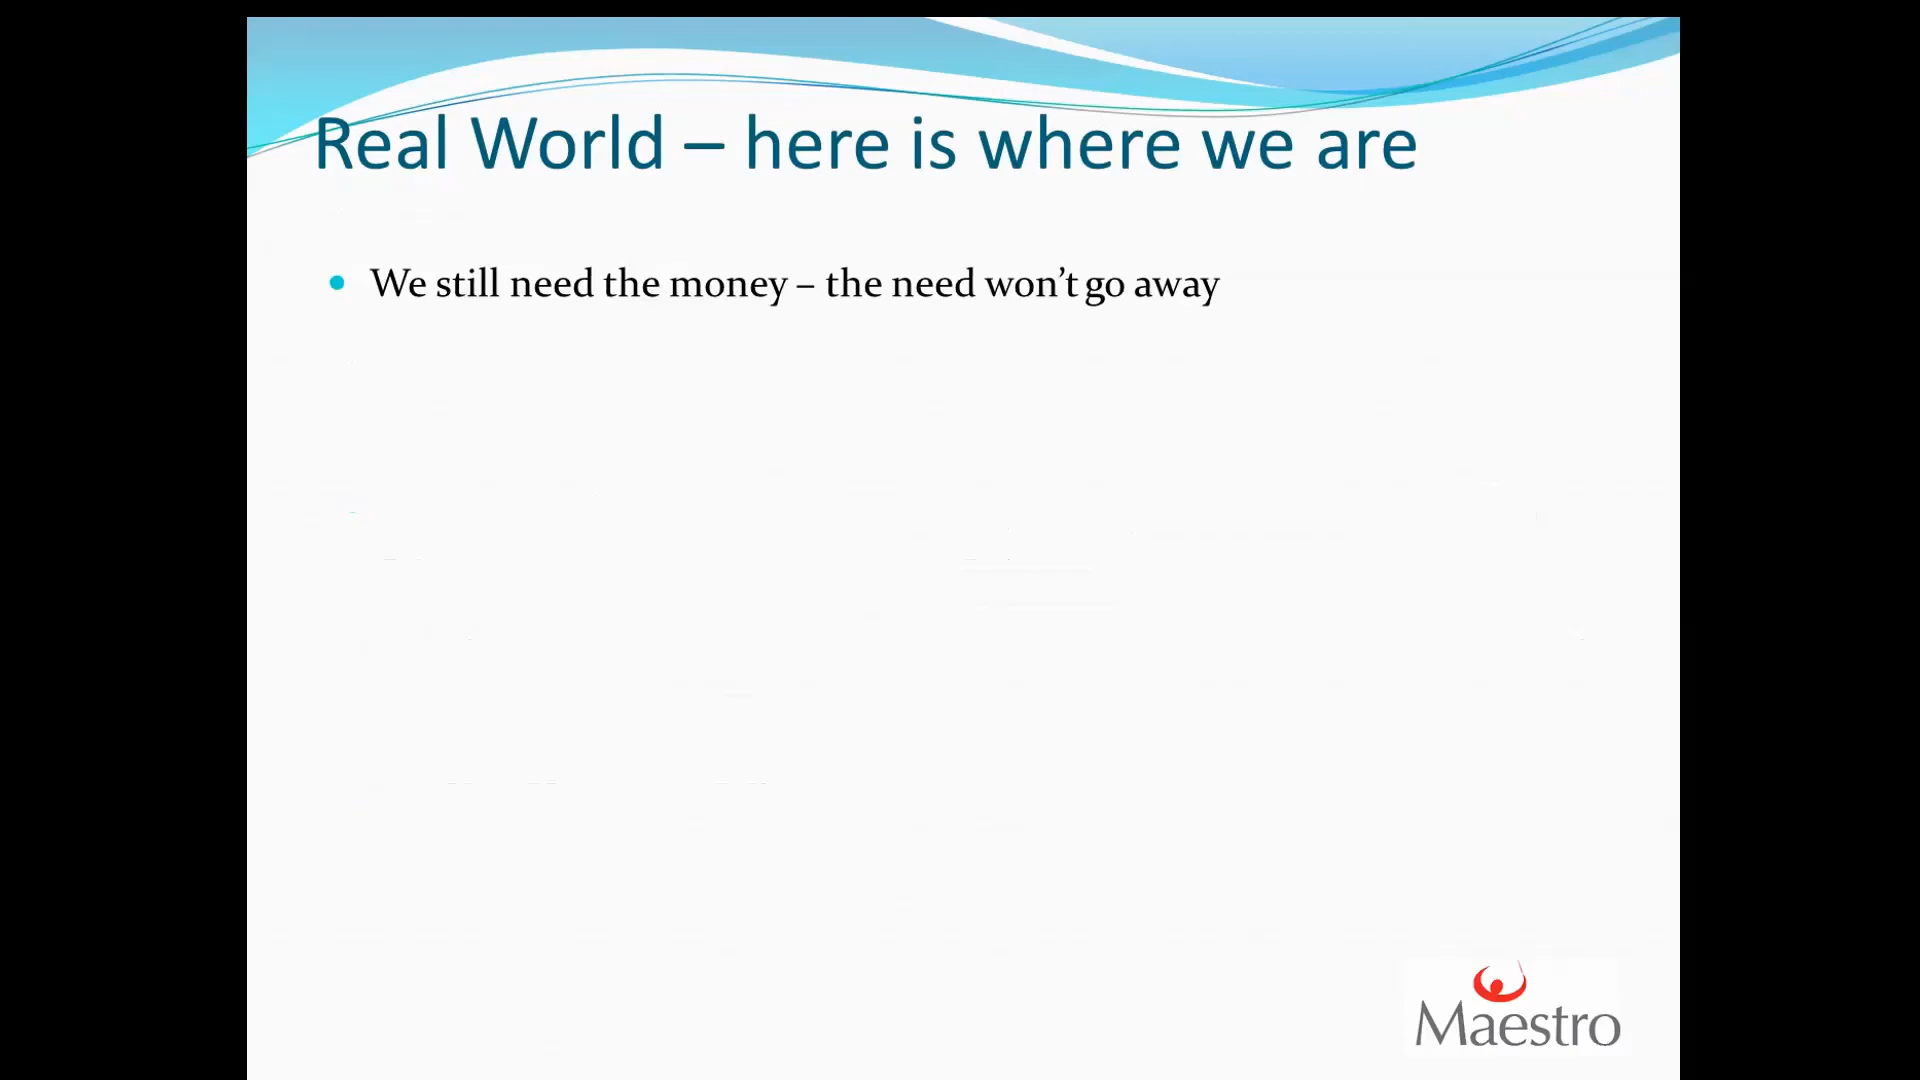 Real World – here is where we are
• We still need the money – the need won’t go away
Maestro